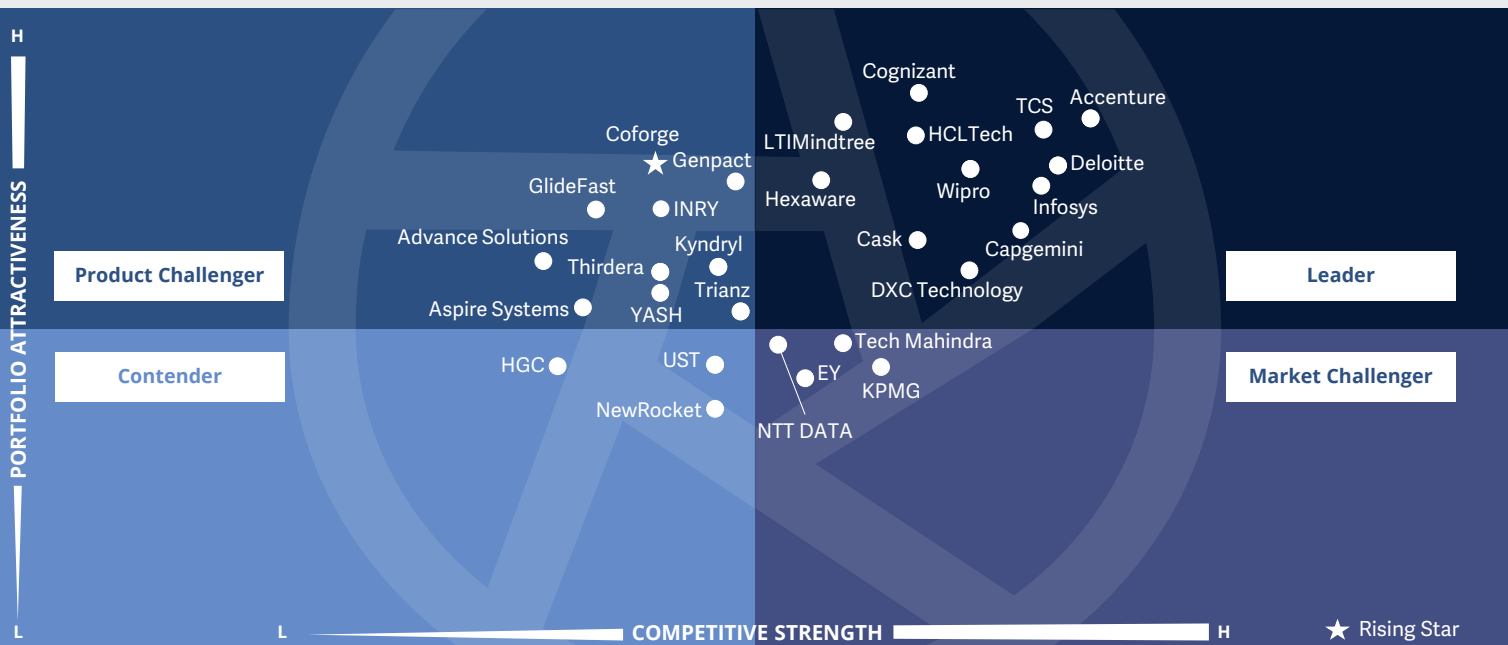 H
Cognizant
Accenture
TCS
Coforge
HCLTech
LTIMindtree
Genpact
Deloitte
GlideFast
Wipro
Hexaware
INRY
Infosys
Advance Solutions
Kyndryl
Cask
Capgemini
Thirdera
Product Challenger
Leader
Trianz
DXC Technology
Aspire Systems
YASH
PORTFOLIO ATTRACTIVENESS
Tech Mahindra
UST
HGC
EY
Contender
Market Challenger
KPMG
NewRocket
NTT DATA
L
L
COMPETITIVE STRENGTH
H
Rising Star